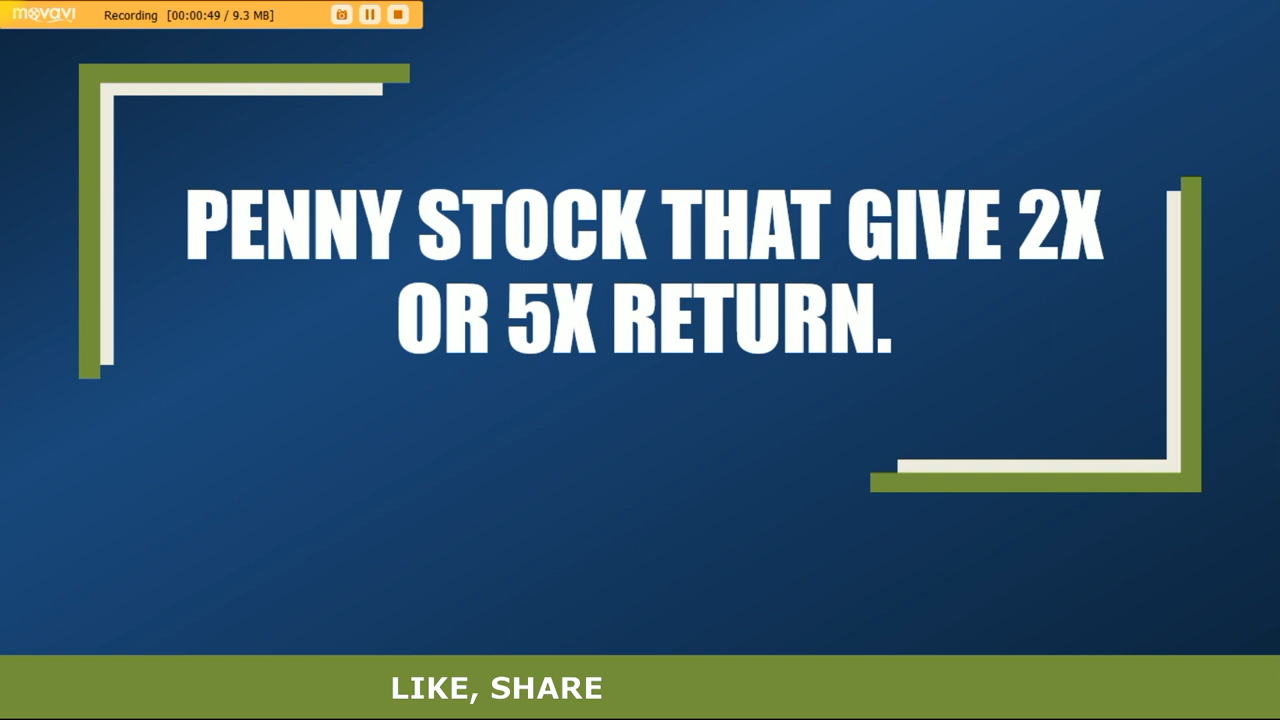 movavi Recording [00:00:49 / 9.3 MB]
PENNY STOCK THAT GIVE 2X
OR 5X RETURN.
LIKE, SHARE